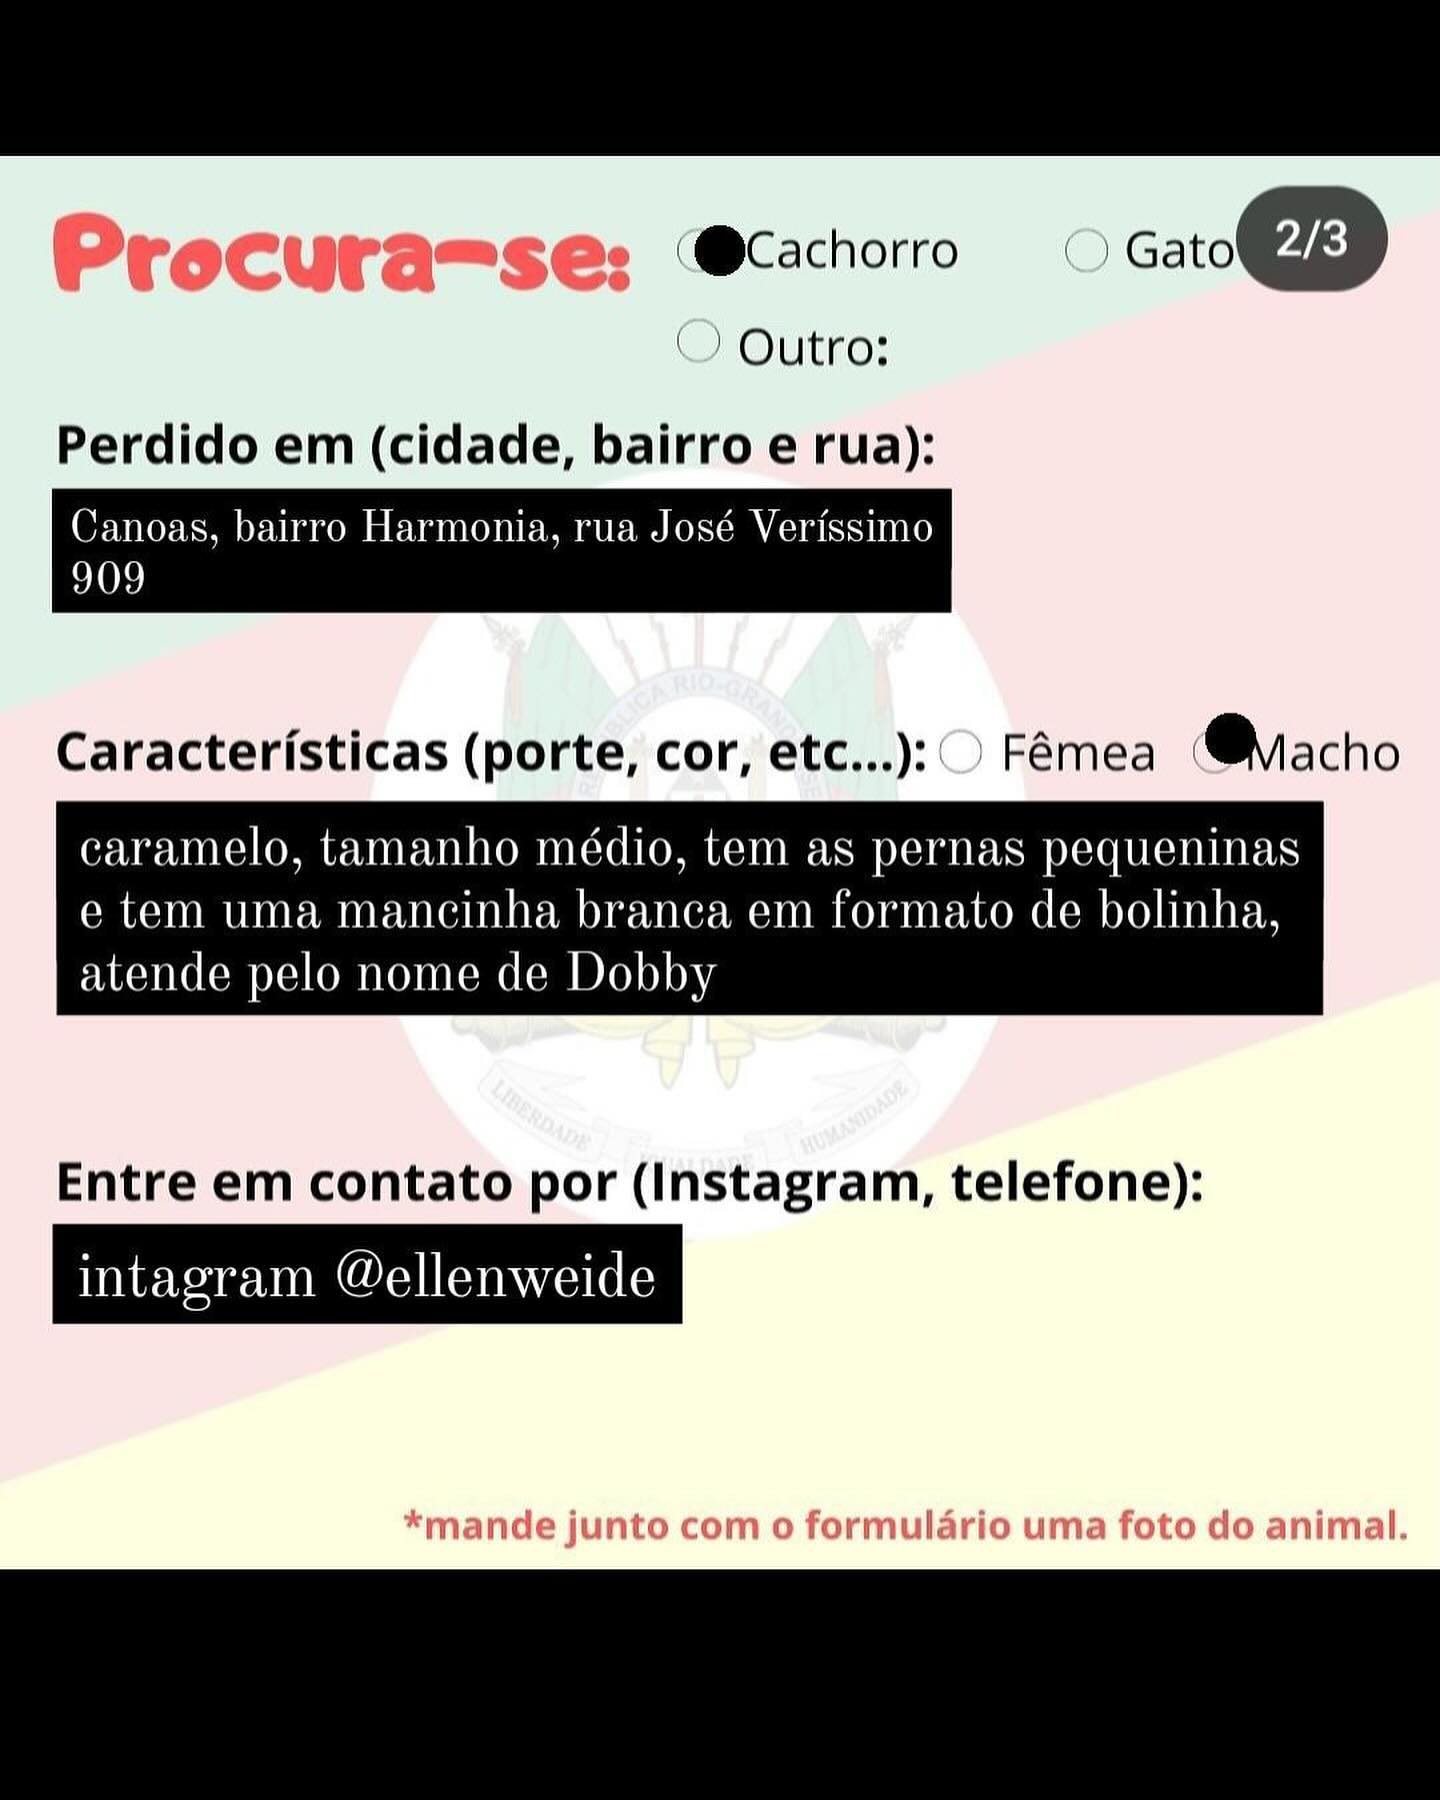 Procura-se:
Cachorro
Gato
2/3
Outro:
Perdido em (cidade, bairro e rua):
Canoas, bairro Harmonia, rua José Veríssimo
909
Características (porte, cor, etc...):
Fêmea
Macho
caramelo, tamanho médio, tem as pernas pequeninas
e tem uma mancinha branca em formato de bolinha,
atende pelo nome de Dobby
LIBERDADE
IGUALDADE
HUMANIDADE
Entre em contato por (Instagram, telefone):
intagram @ellenweide
*mande junto com o formulário uma foto do animal.